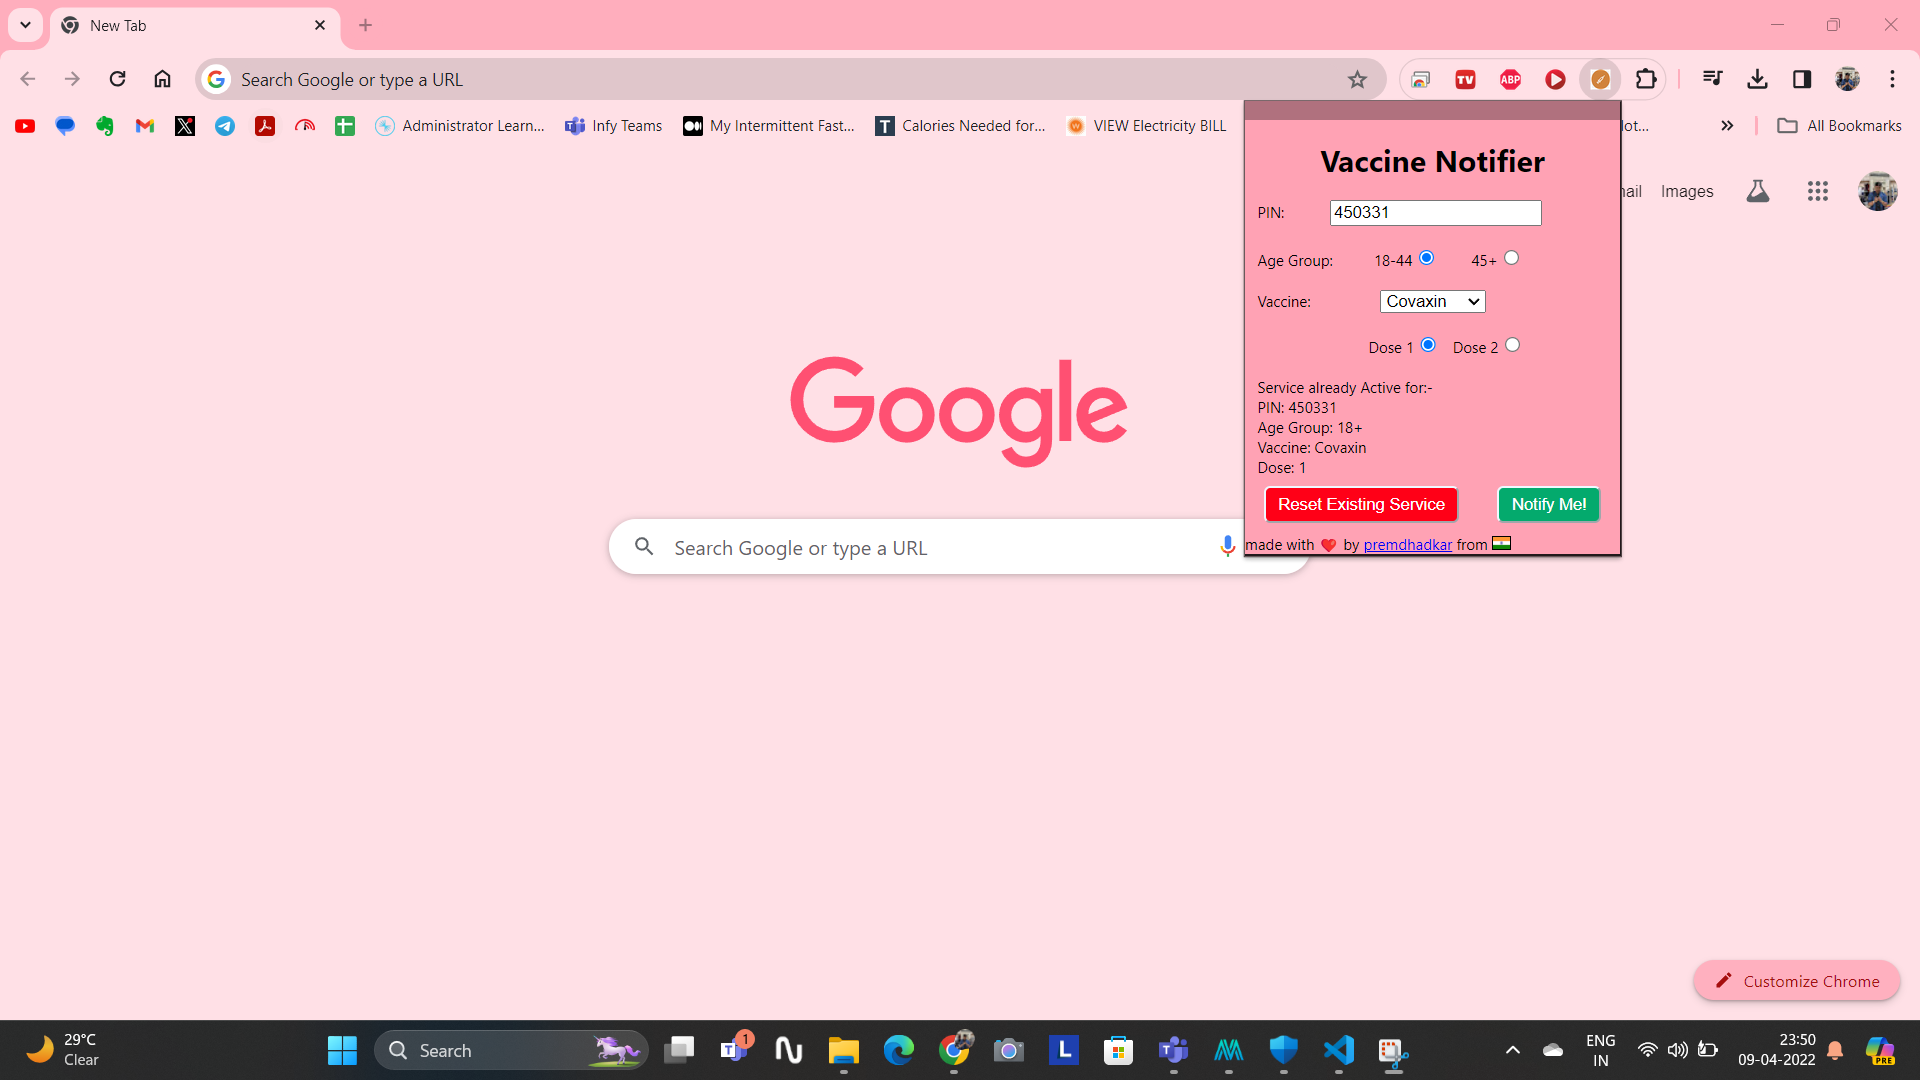 New Tab
Search Google or type a URL
TV
ABP
Administrator Learn...
Infy Teams
My Intermittent Fast...
T
Calories Needed for...
VIEW Electricity BILL
lot...
All Bookmarks
Vaccine Notifier
PIN: 450331
Age Group: 18-44 45+
Vaccine: Covaxin
Dose 1 Dose 2
Service already Active for:-
PIN: 450331
Age Group: 18+
Vaccine: Covaxin
Dose: 1
Reset Existing Service Notify Me!
made with ❤️ by premdhadkar from 🇮🇳
Images
Google
Search Google or type a URL
Customize Chrome
29°C
Clear
Search
1
L
ENG
IN
23:50
09-04-2022
PRE